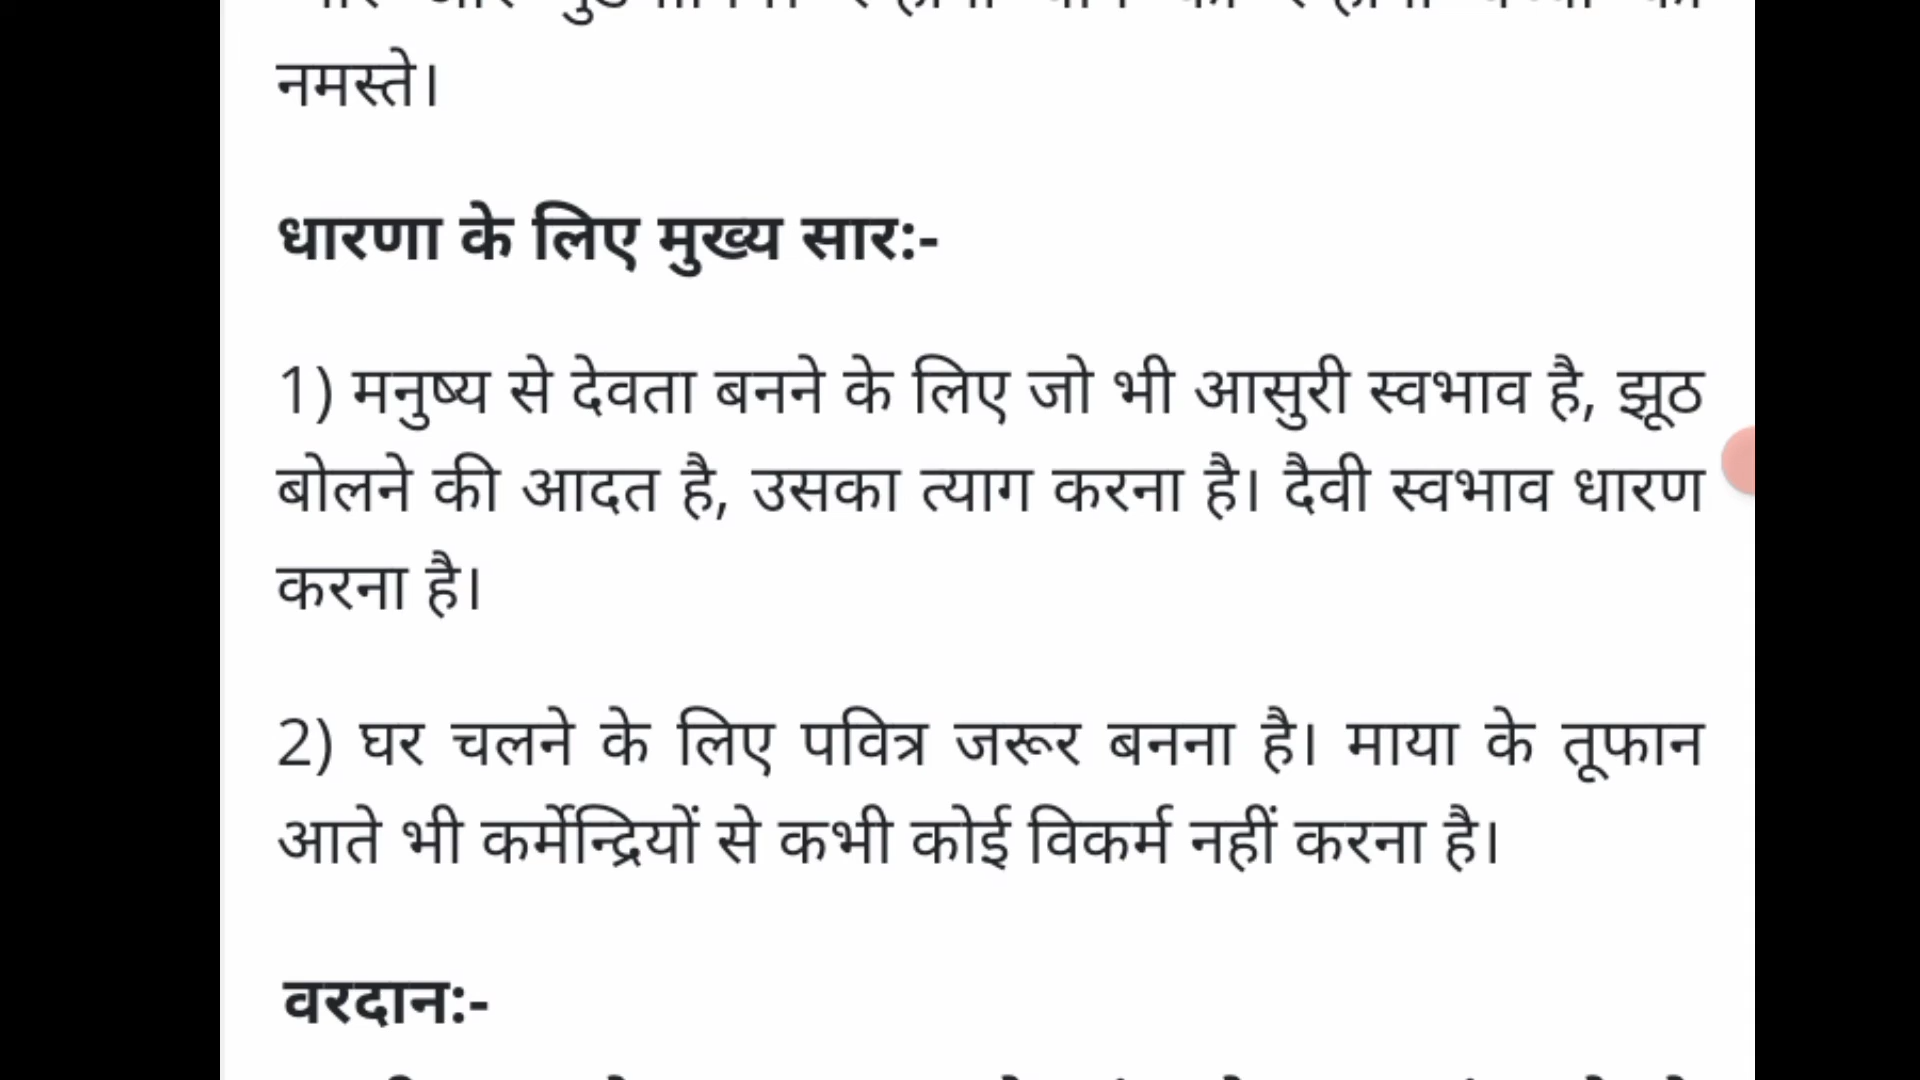 नमस्ते।
धारणा के लिए मुख्य सार:-
1) मनुष्य से देवता बनने के लिए जो भी आसुरी स्वभाव है, झूठ
बोलने की आदत है, उसका त्याग करना है। दैवी स्वभाव धारण
करना है।
2) घर चलने के लिए पवित्र जरूर बनना है। माया के तूफान
आते भी कर्मेन्द्रियों से कभी कोई विकर्म नहीं करना है।
वरदान:-